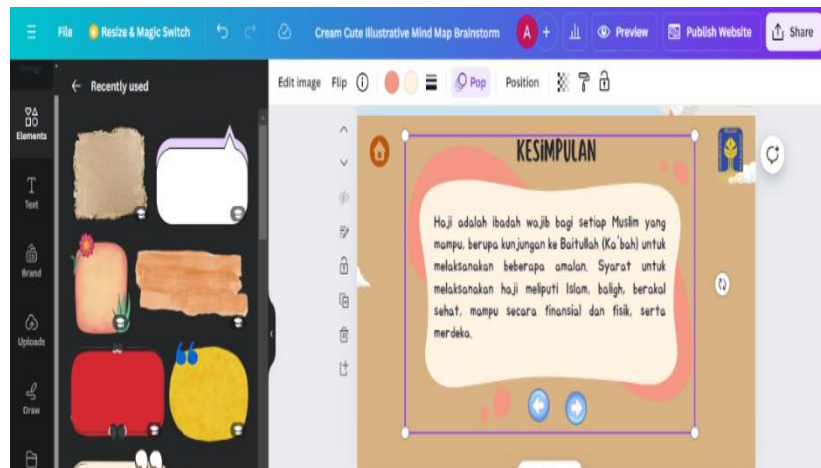 File Resize & Magic Switch Cream Cute Illustrative Mind Map Brainstorm A + Preview Publish Website Share
Recently used
Edit image Flip Pop Position
Elements
Text
Brand
Uploads
Draw
KESIMPULAN
Haji adalah ibadah wajib bagi setiap Muslim yang
mampu, berupa kunjungan ke Baitullah (Ka'bah) untuk
melaksanakan beberapa amalan. Syarat untuk
melaksanakan haji meliputi Islam, baligh, berakal
sehat, mampu secara finansial dan fisik, serta
merdeka.